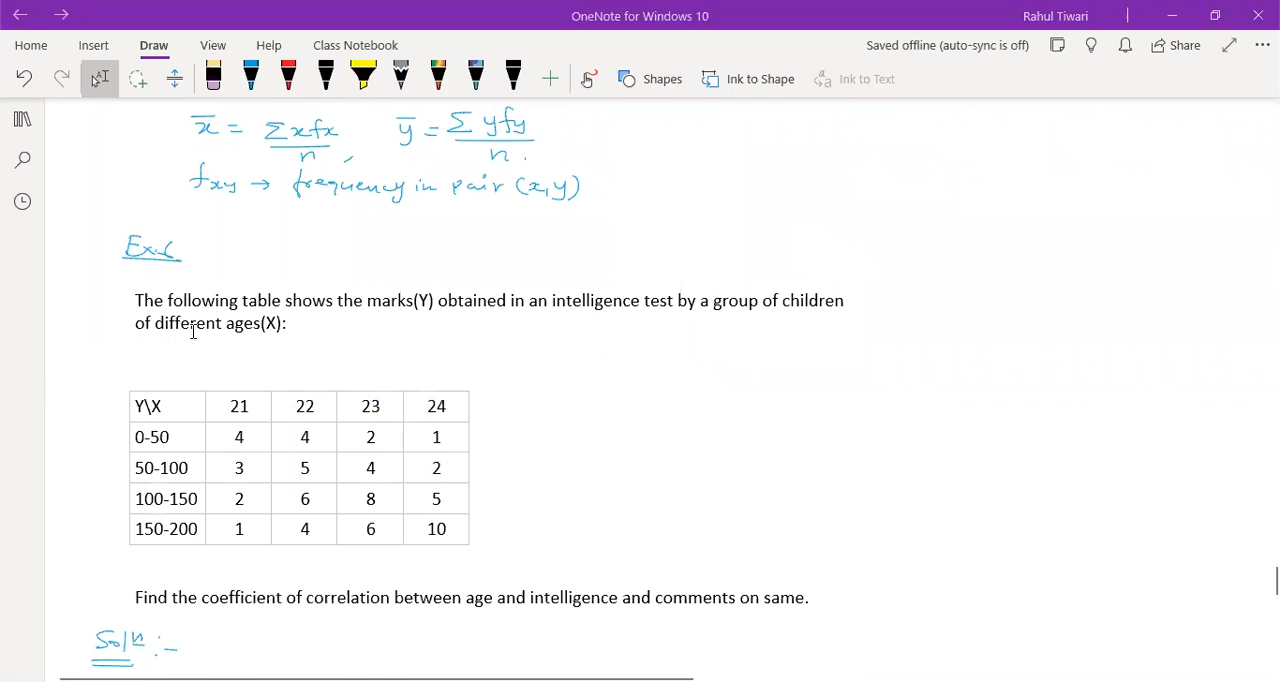 OneNote for Windows 10
Rahul Tiwari
Home Insert Draw View Help Class Notebook
Saved offline (auto-sync is off) Share
Shapes Ink to Shape Ink to Text
x̄ = Σxfx/n , ȳ = Σyfy/n .
fxy → frequency in pair (x,y)
Ex-6
The following table shows the marks(Y) obtained in an intelligence test by a group of children
of different ages(X):
Y\X 21 22 23 24
0-50 4 4 2 1
50-100 3 5 4 2
100-150 2 6 8 5
150-200 1 4 6 10
Find the coefficient of correlation between age and intelligence and comments on same.
Solⁿ :-